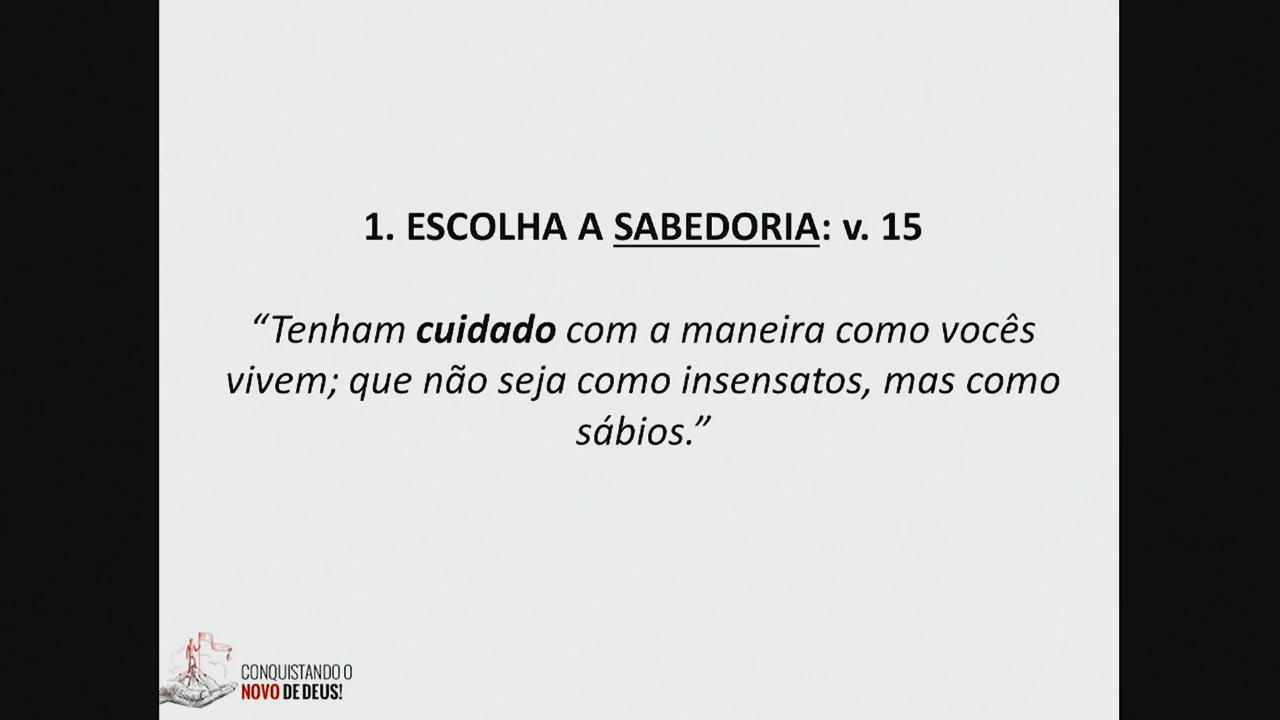 1. ESCOLHA A SABEDORIA: v. 15
“Tenham cuidado com a maneira como vocês
vivem; que não seja como insensatos, mas como
sábios.”
CONQUISTANDO O
NOVO DE DEUS!